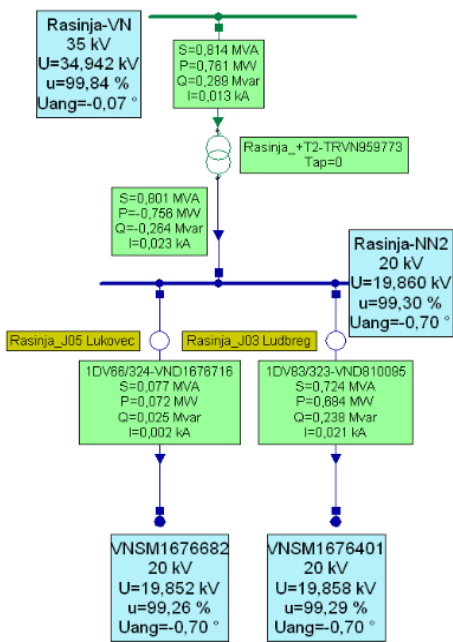 Rasinja-VN
35 kV
U=34,942 kV
u=99,84 %
Uang=-0,07 °
S=0,814 MVA
P=0,761 MW
Q=0,289 Mvar
I=0,013 kA
Rasinja_+T2-TRVN959773
Tap=0
S=0,801 MVA
P=-0,756 MW
Q=-0,264 Mvar
I=0,023 kA
Rasinja-NN2
20 kV
U=19,860 kV
u=99,30 %
Uang=-0,70 °
Rasinja_J05 Lukovec
Rasinja_J03 Ludbreg
1DV66/324-VND1676716
S=0,077 MVA
P=0,072 MW
Q=0,025 Mvar
I=0,002 kA
1DV83/323-VND810095
S=0,724 MVA
P=0,684 MW
Q=0,238 Mvar
I=0,021 kA
VNSM1676682
20 kV
U=19,852 kV
u=99,26 %
Uang=-0,70 °
VNSM1676401
20 kV
U=19,858 kV
u=99,29 %
Uang=-0,70 °